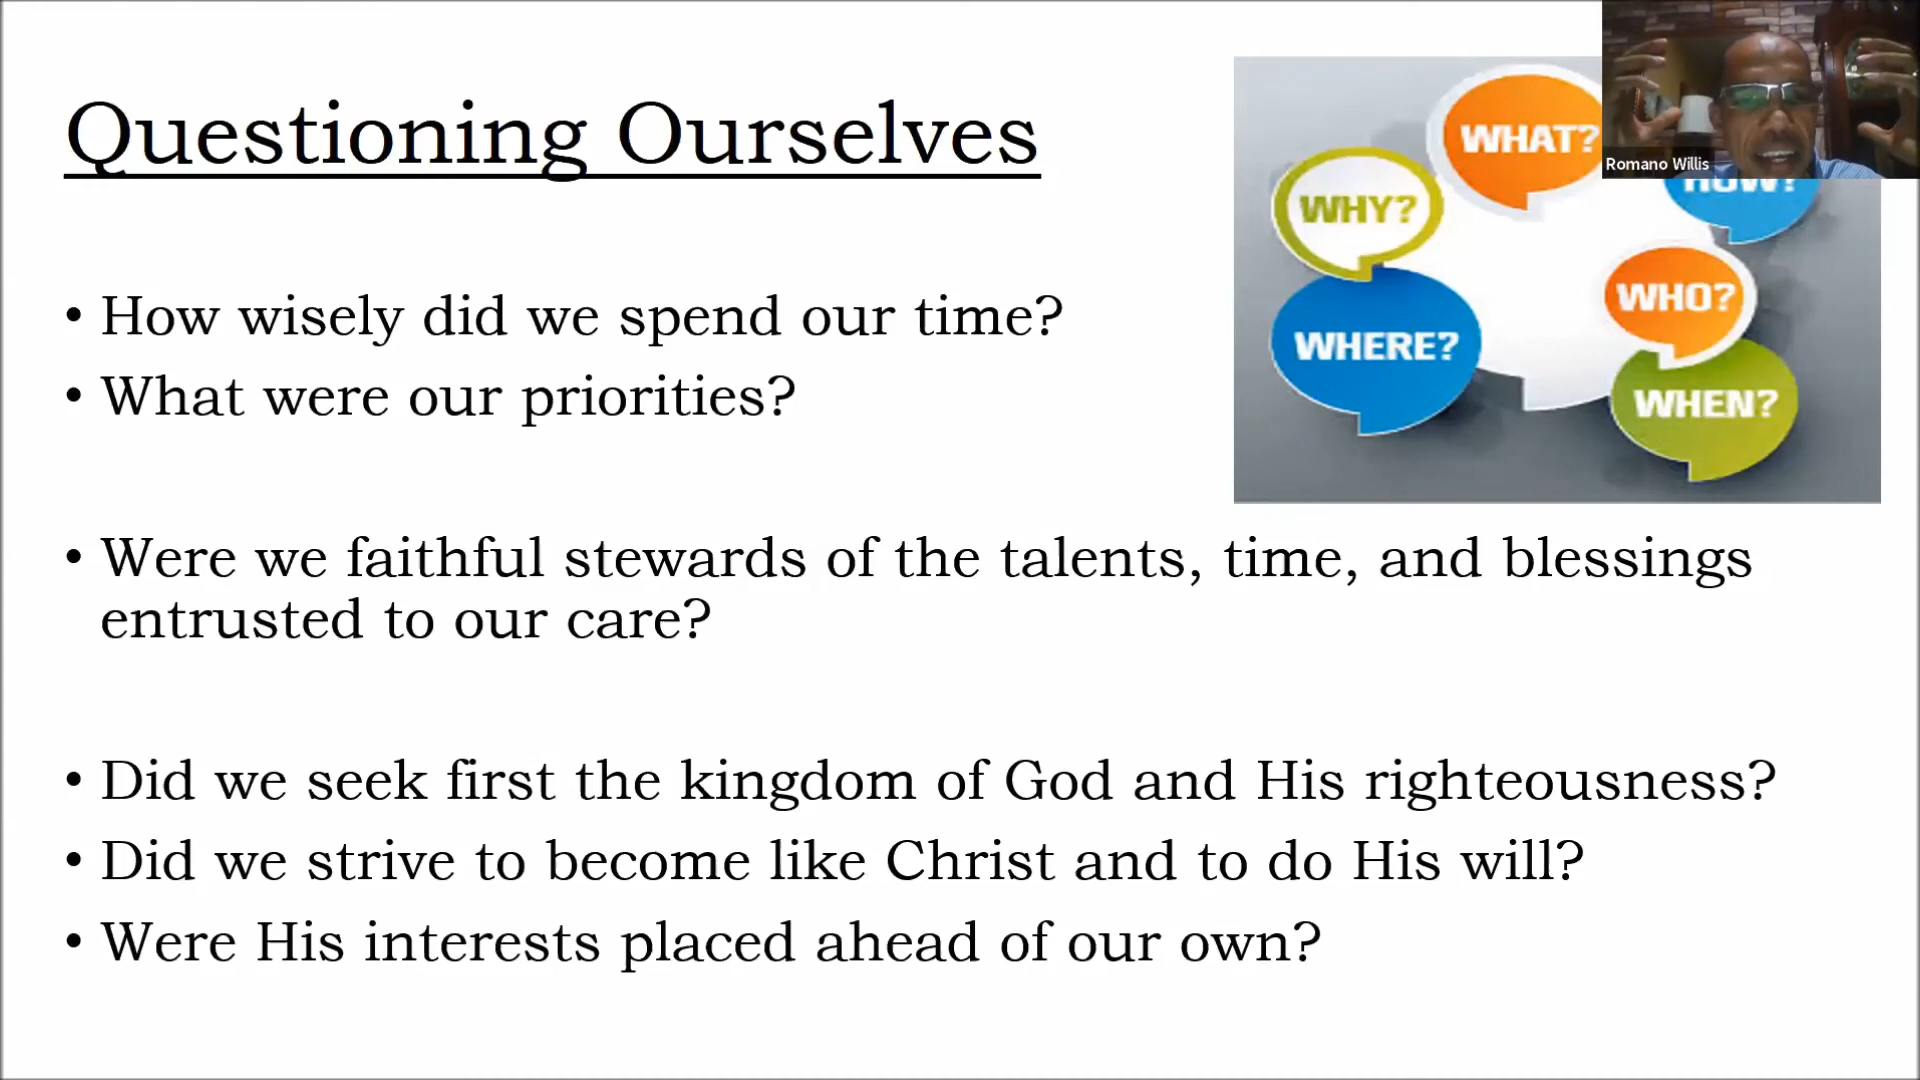 Questioning Ourselves
WHAT?
Romano Willis
HOW?
WHY?
WHO?
WHERE?
WHEN?
• How wisely did we spend our time?
• What were our priorities?
• Were we faithful stewards of the talents, time, and blessings
entrusted to our care?
• Did we seek first the kingdom of God and His righteousness?
• Did we strive to become like Christ and to do His will?
• Were His interests placed ahead of our own?